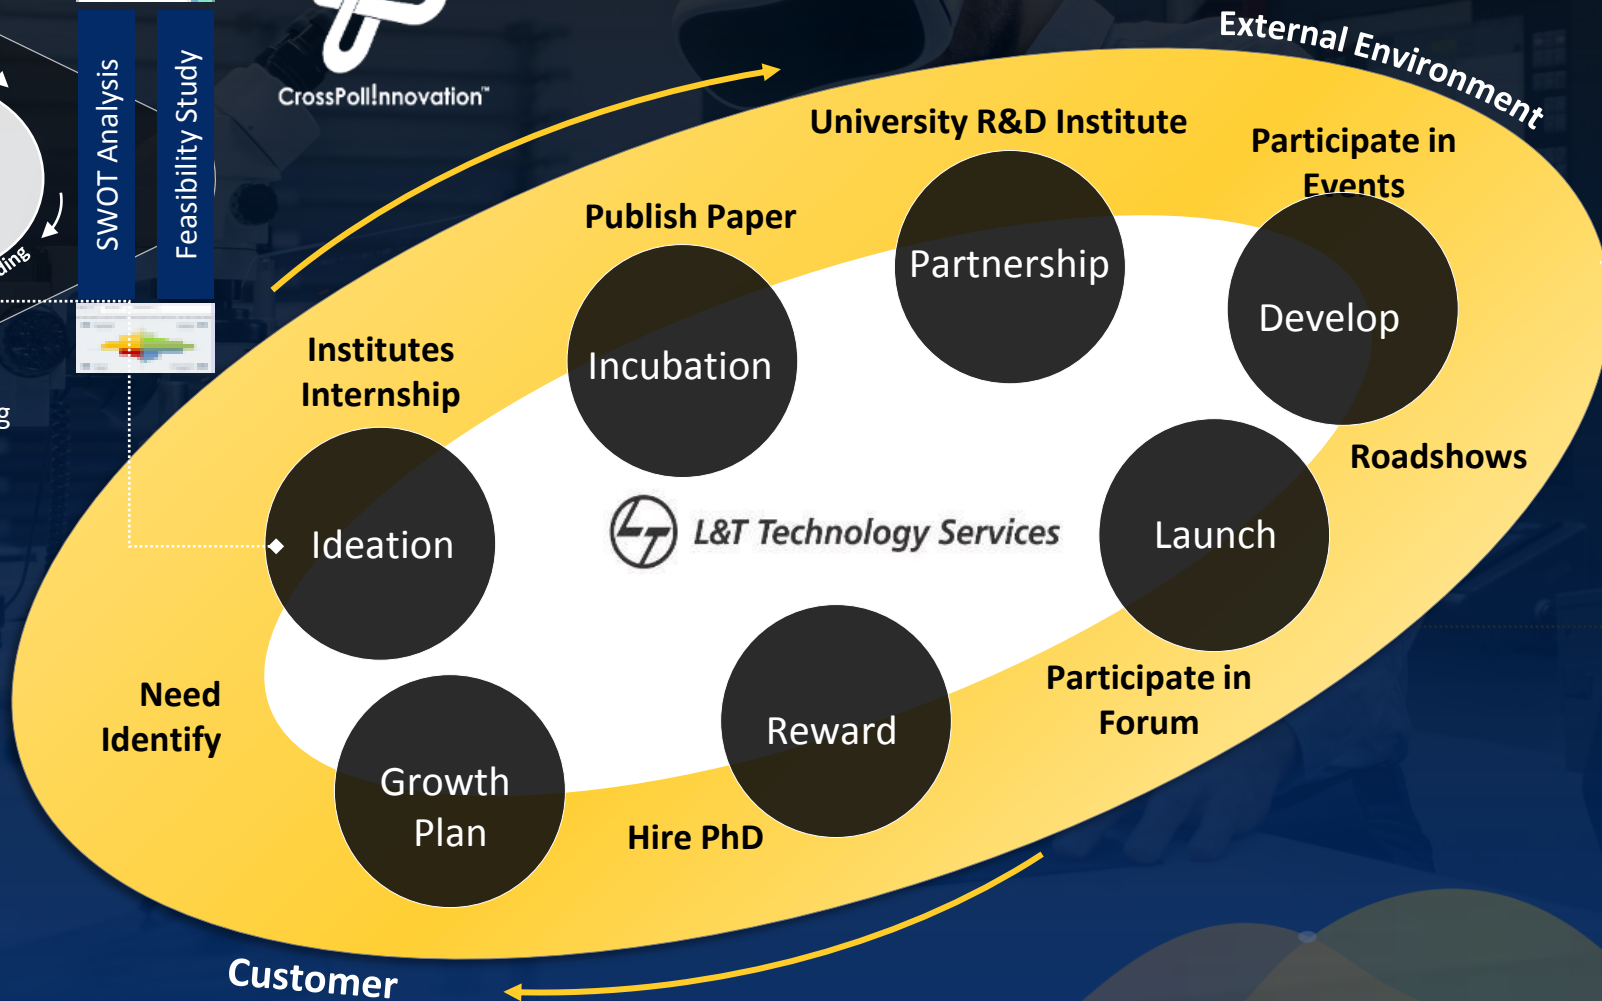 External Environment
SWOT Analysis
Feasibility Study
CrossPoll!nnovation™
University R&D Institute
Participate in
Events
Publish Paper
Partnership
Develop
Institutes
Internship
Incubation
Roadshows
Ideation
L&T Technology Services
Launch
Need
Identify
Participate in
Forum
Reward
Growth
Plan
Hire PhD
Customer